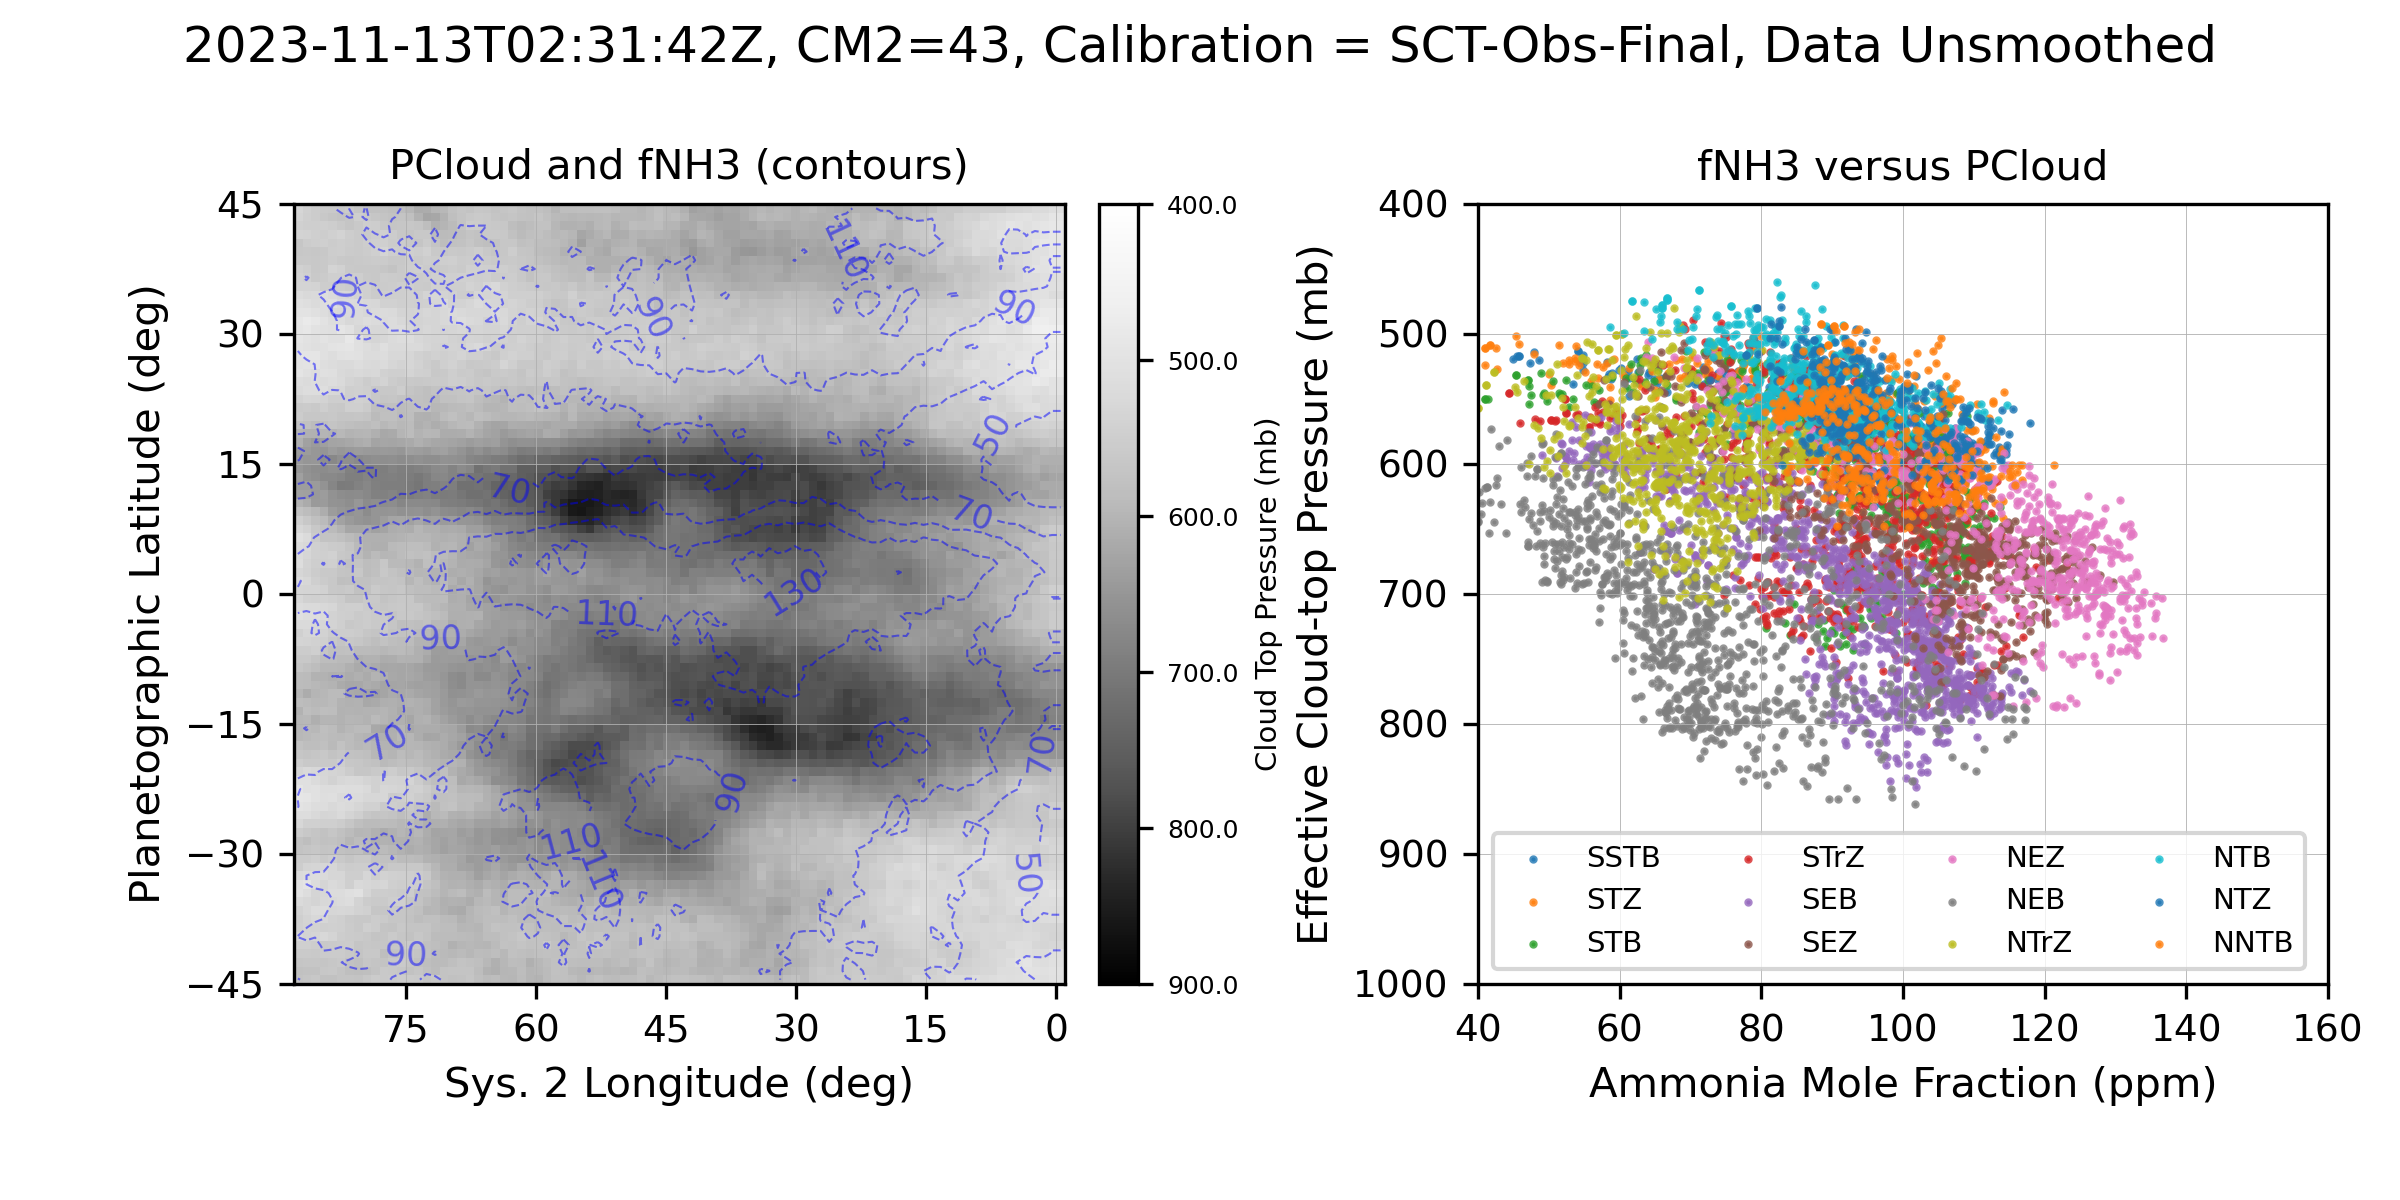 2023-11-13T02:31:42Z, CM2=43, Calibration = SCT-Obs-Final, Data Unsmoothed
PCloud and fNH3 (contours)
Planetographic Latitude (deg)
45
30
15
0
−15
−30
−45
75
60
45
30
15
0
Sys. 2 Longitude (deg)
110
90
90
90
50
70
70
130
110
90
70
70
90
110
110
50
90
400.0
500.0
600.0
700.0
800.0
900.0
Cloud Top Pressure (mb)
fNH3 versus PCloud
Effective Cloud-top Pressure (mb)
400
500
600
700
800
900
1000
40
60
80
100
120
140
160
Ammonia Mole Fraction (ppm)
SSTB
STZ
STB
STrZ
SEB
SEZ
NEZ
NEB
NTrZ
NTB
NTZ
NNTB